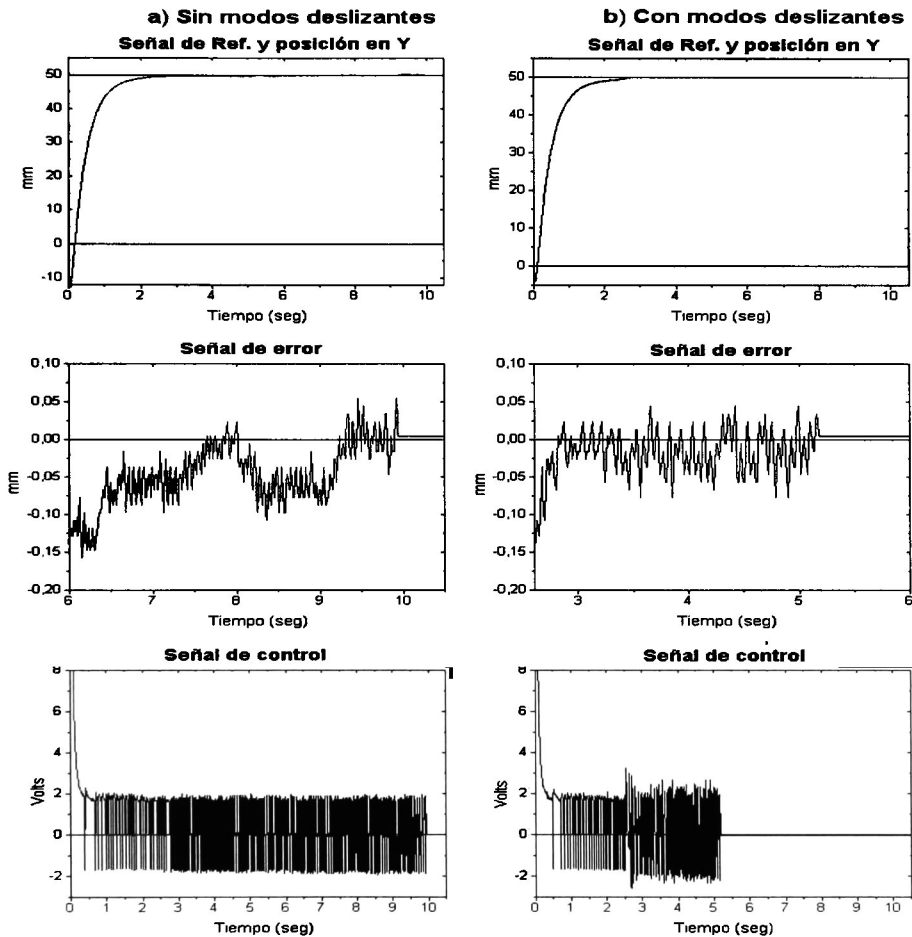 a) Sin modos deslizantes
Señal de Ref. y posición en Y
50
40
30
20
10
0
-10
mm
0 2 4 6 8 10
Tiempo (seg)
Señal de error
0,10
0,05
0,00
-0,05
-0,10
-0,15
-0,20
mm
6 7 8 9 10
Tiempo (seg)
Señal de control
8
6
4
2
0
-2
Volts
0 1 2 3 4 5 6 7 8 9 10
Tiempo (seg)
b) Con modos deslizantes
Señal de Ref. y posición en Y
50
40
30
20
10
0
mm
0 2 4 6 8 10
Tiempo (seg)
Señal de error
0,10
0,05
0,00
-0,05
-0,10
-0,15
-0,20
mm
3 4 5 6
Tiempo (seg)
Señal de control
8
6
4
2
0
-2
Volts
0 1 2 3 4 5 6 7 8 9 10
Tiempo (seg)